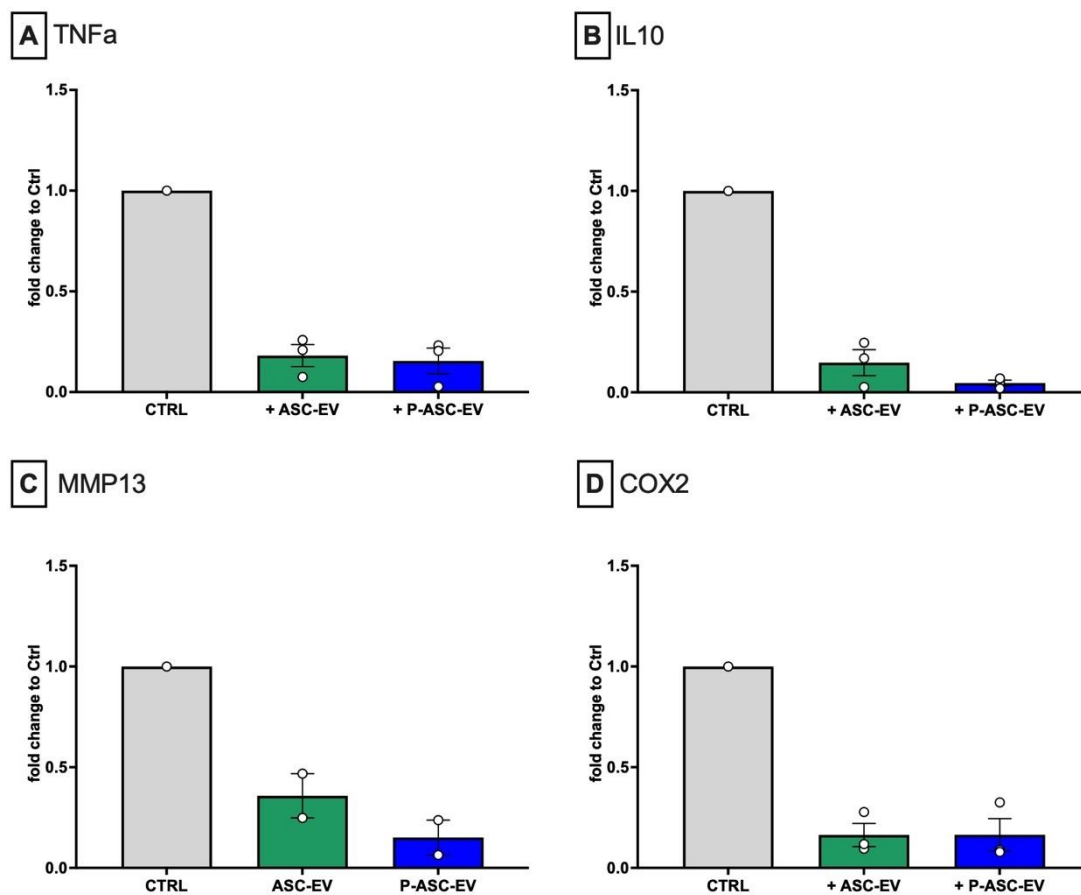 A TNFa
fold change to Ctrl
1.5
1.0
0.5
0.0
CTRL
+ ASC-EV
+ P-ASC-EV
B IL10
fold change to Ctrl
1.5
1.0
0.5
0.0
CTRL
+ ASC-EV
+ P-ASC-EV
C MMP13
fold change to Ctrl
1.5
1.0
0.5
0.0
CTRL
ASC-EV
P-ASC-EV
D COX2
fold change to Ctrl
1.5
1.0
0.5
0.0
CTRL
+ ASC-EV
+ P-ASC-EV